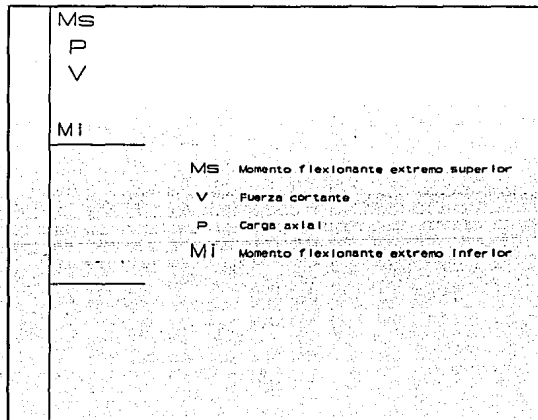 Ms
P
V
Mi
Ms Momento flexionante extremo superior
V Fuerza cortante
P Carga axial
Mi Momento flexionante extremo inferior